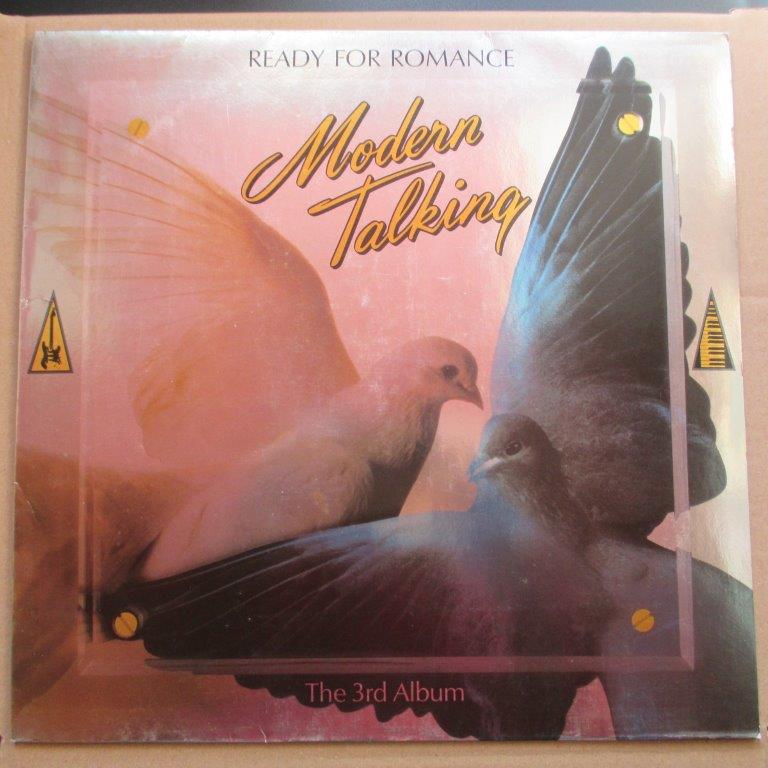 READY FOR ROMANCE
Modern
Talking
The 3rd Album